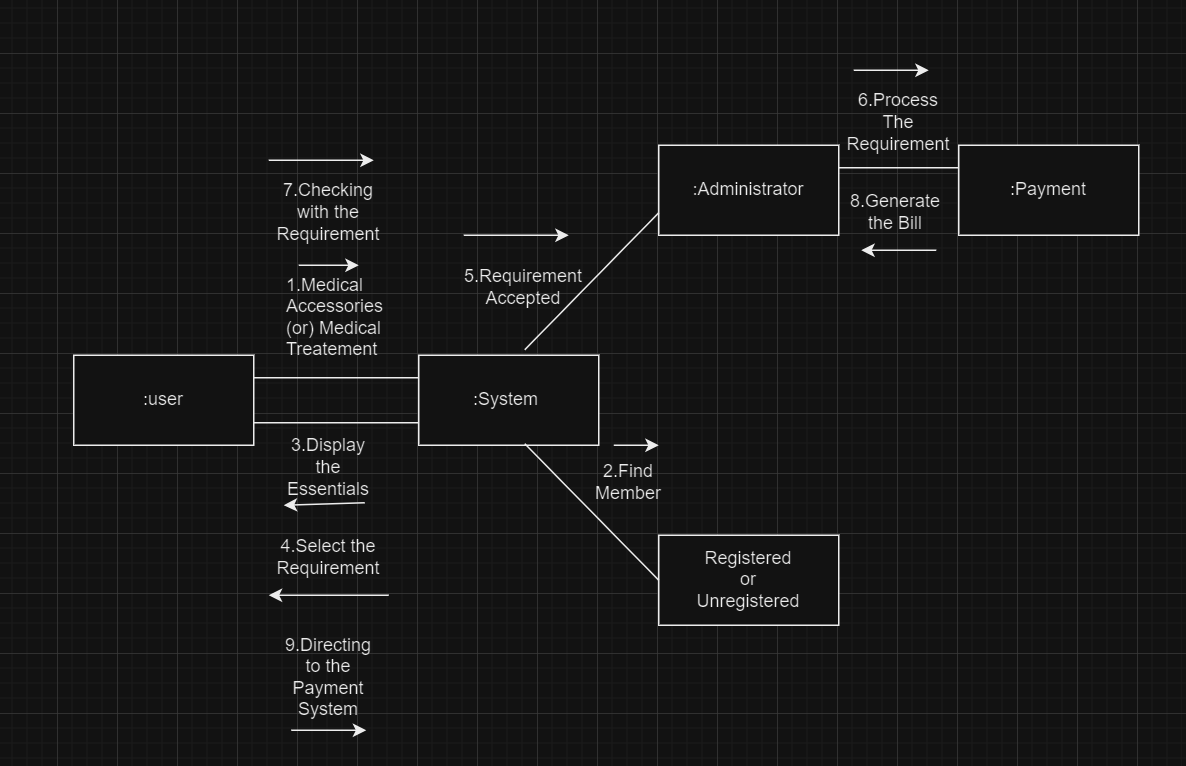 6.Process
The
Requirement
:Administrator
:Payment
8.Generate
the Bill
7.Checking
with the
Requirement
5.Requirement
Accepted
1.Medical
Accessories
(or) Medical
Treatement
:user
:System
3.Display
the
Essentials
2.Find
Member
4.Select the
Requirement
Registered
or
Unregistered
9.Directing
to the
Payment
System